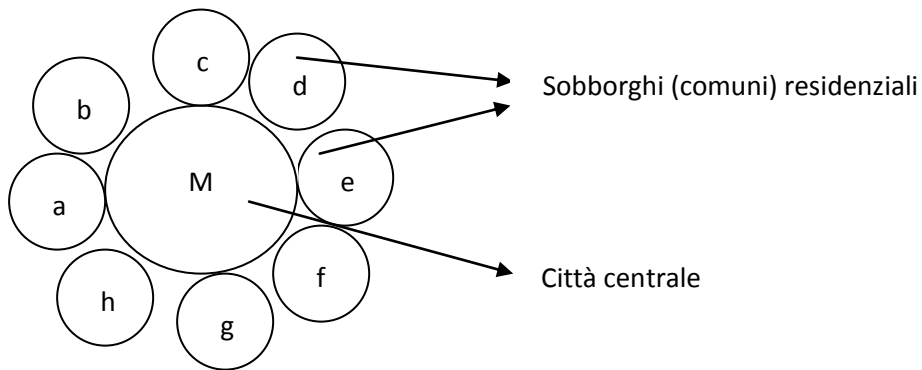 c
d
Sobborghi (comuni) residenziali
b
M
e
a
Città centrale
f
h
g